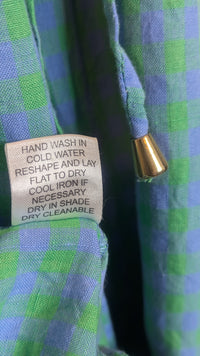 HAND WASH IN
COLD WATER
RESHAPE AND LAY
FLAT TO DRY
COOL IRON IF
NECESSARY
DRY IN SHADE
DRY CLEANABLE